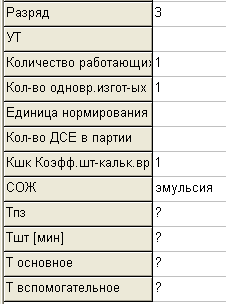 Разряд 3
УТ
Количество работающих 1
Кол-во одновр.изгот-ых 1
Единица нормирования
Кол-во ДСЕ в партии
Кшк Коэфф.шт-кальк.вр 1
СОЖ эмульсия
Тпз ?
Тшт [мин] ?
Т основное ?
Т вспомогательное ?